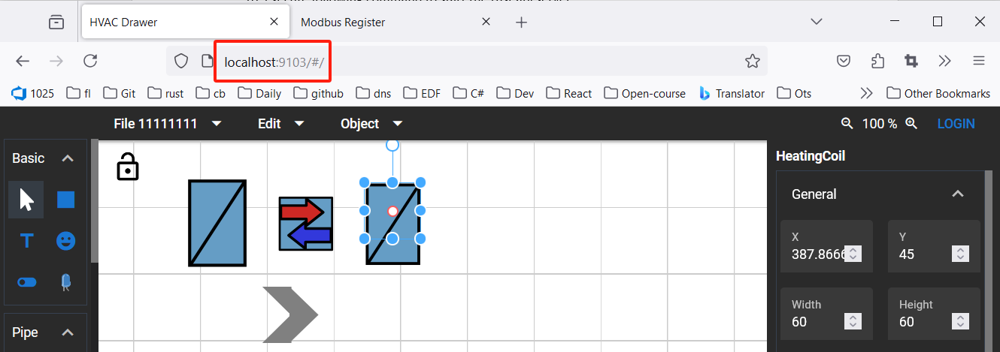 HVAC Drawer
Modbus Register
localhost:9103/#/
1025 fl Git rust cb Daily github dns EDF C# Dev React Open-course Translator Ots Other Bookmarks
File 11111111 Edit Object 100 % LOGIN
Basic
T
Pipe
HeatingCoil
General
X Y
387.8666 45
Width Height
60 60